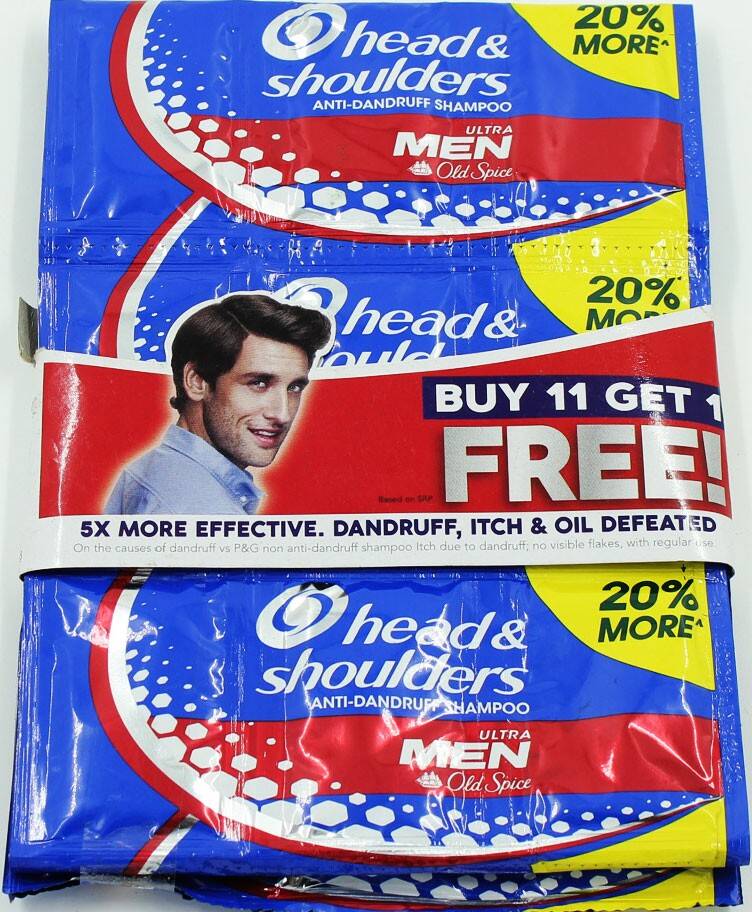 head &
shoulders
ANTI-DANDRUFF SHAMPOO
20%
MORE^
ULTRA
MEN
Old Spice
head &
20%
BUY 11 GET 1
FREE!
Based on SRP
5X MORE EFFECTIVE. DANDRUFF, ITCH & OIL DEFEATED
On the causes of dandruff vs P&G non anti-dandruff shampoo Itch due to dandruff; no visible flakes, with regular use.
head &
shoulders
ANTI-DANDRUFF SHAMPOO
20%
MORE^
ULTRA
MEN
Old Spice